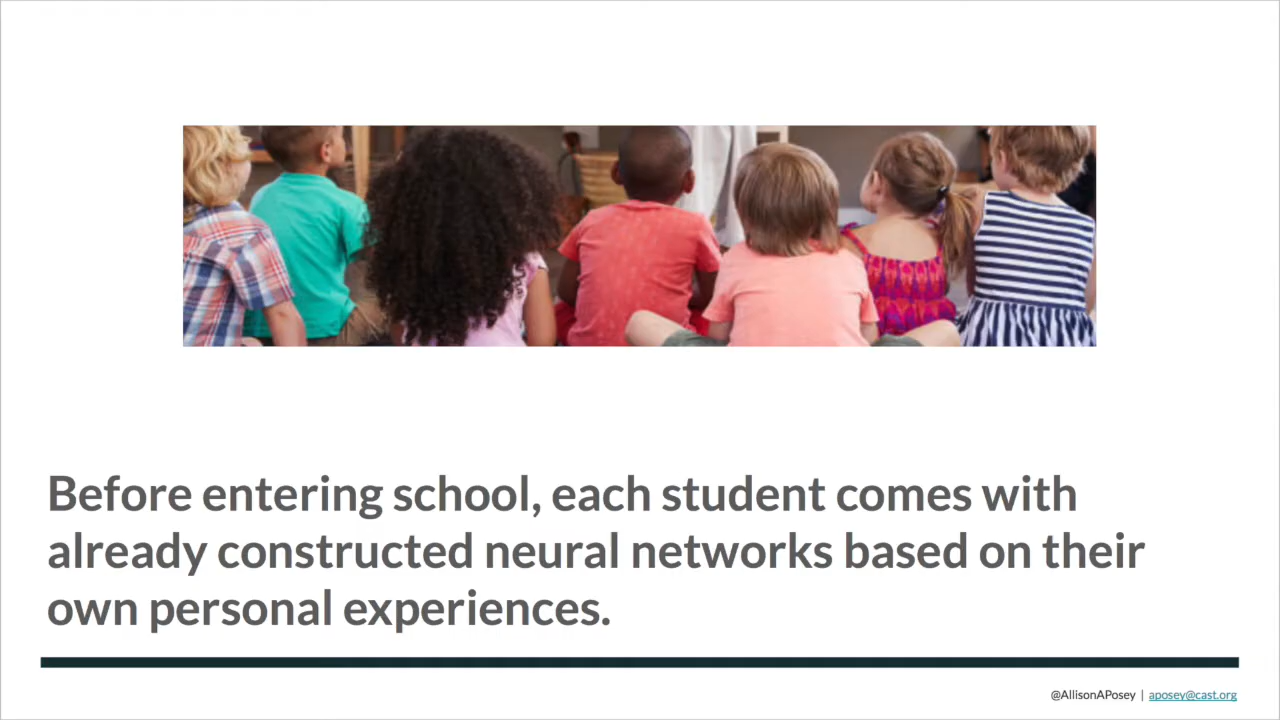 Before entering school, each student comes with
already constructed neural networks based on their
own personal experiences.
@AllisonAPosey | aposey@cast.org